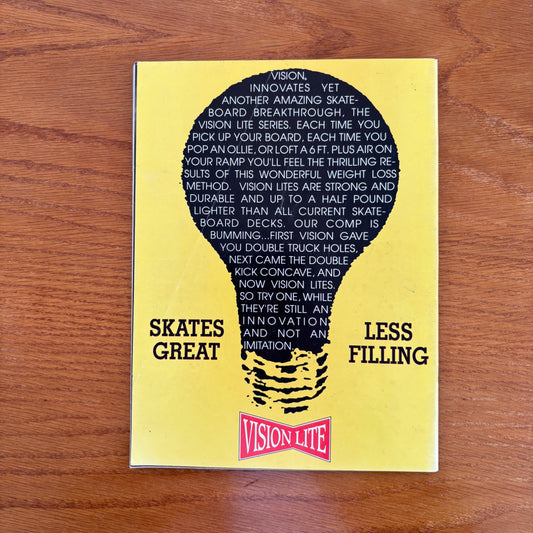 VISION,
INNOVATES YET
ANOTHER AMAZING SKATE-
BOARD BREAKTHROUGH, THE
VISION LITE SERIES. EACH TIME YOU
PICK UP YOUR BOARD, EACH TIME YOU
POP AN OLLIE, OR LOFT A 6 FT. PLUS AIR ON
YOUR RAMP YOU'LL FEEL THE THRILLING RE-
SULTS OF THIS WONDERFUL WEIGHT LOSS
METHOD. VISION LITES ARE STRONG AND
DURABLE AND UP TO A HALF POUND
LIGHTER THAN ALL CURRENT SKATE-
BOARD DECKS. OUR COMP IS
BUMMING...FIRST VISION GAVE
YOU DOUBLE TRUCK HOLES,
NEXT CAME THE DOUBLE
KICK CONCAVE, AND
NOW VISION LITES.
SO TRY ONE, WHILE
THEY'RE STILL AN
INNOVATION
AND NOT AN
IMITATION.
SKATES
GREAT
LESS
FILLING
VISION LITE